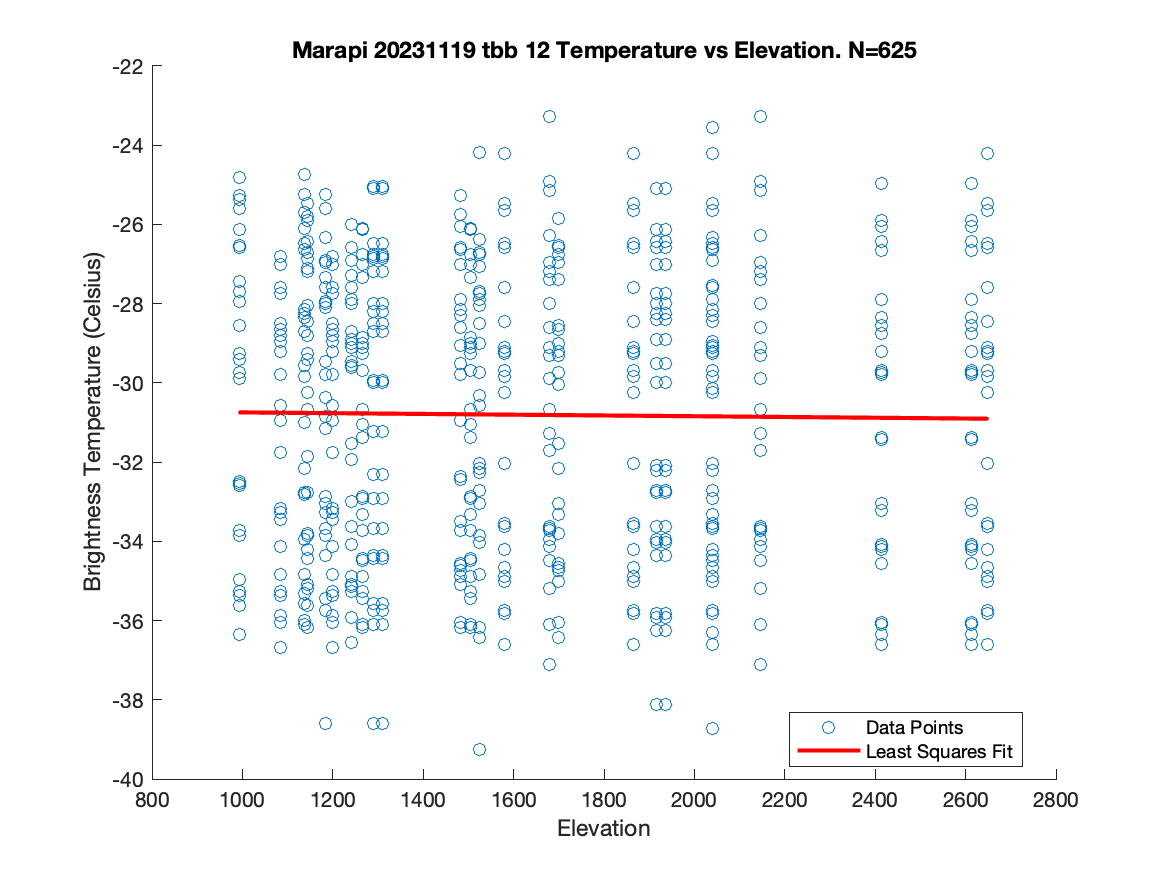 Marapi 20231119 tbb 12 Temperature vs Elevation. N=625
Brightness Temperature (Celsius)
-22
-24
-26
-28
-30
-32
-34
-36
-38
-40
800 1000 1200 1400 1600 1800 2000 2200 2400 2600 2800
Elevation
Data Points
Least Squares Fit